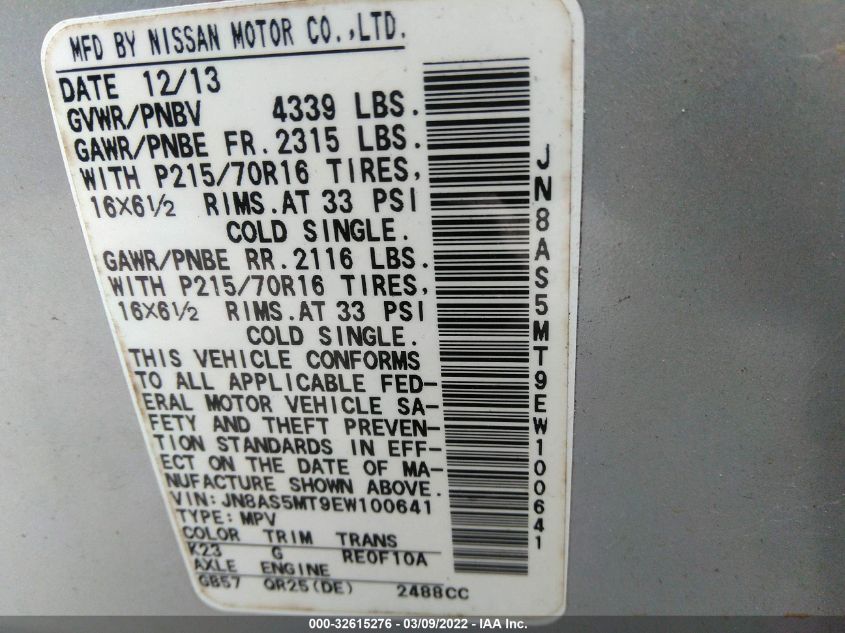 MFD BY NISSAN MOTOR CO.,LTD.
DATE 12/13
GVWR/PNBV 4339 LBS.
GAWR/PNBE FR.2315 LBS.
WITH P215/70R16 TIRES,
16X6½ RIMS.AT 33 PSI
COLD SINGLE.
GAWR/PNBE RR.2116 LBS.
WITH P215/70R16 TIRES,
16X6½ RIMS.AT 33 PSI
COLD SINGLE.
THIS VEHICLE CONFORMS
TO ALL APPLICABLE FED-
ERAL MOTOR VEHICLE SA-
FETY AND THEFT PREVEN-
TION STANDARDS IN EFF-
ECT ON THE DATE OF MA-
NUFACTURE SHOWN ABOVE.
VIN:JN8AS5MT9EW100641
TYPE:MPV
COLOR TRIM TRANS
K23 G RE0F10A
AXLE ENGINE
GB57 QR25(DE) 2488CC
JN8AS5MT9EW100641
000-32615276 - 03/09/2022 - IAA Inc.